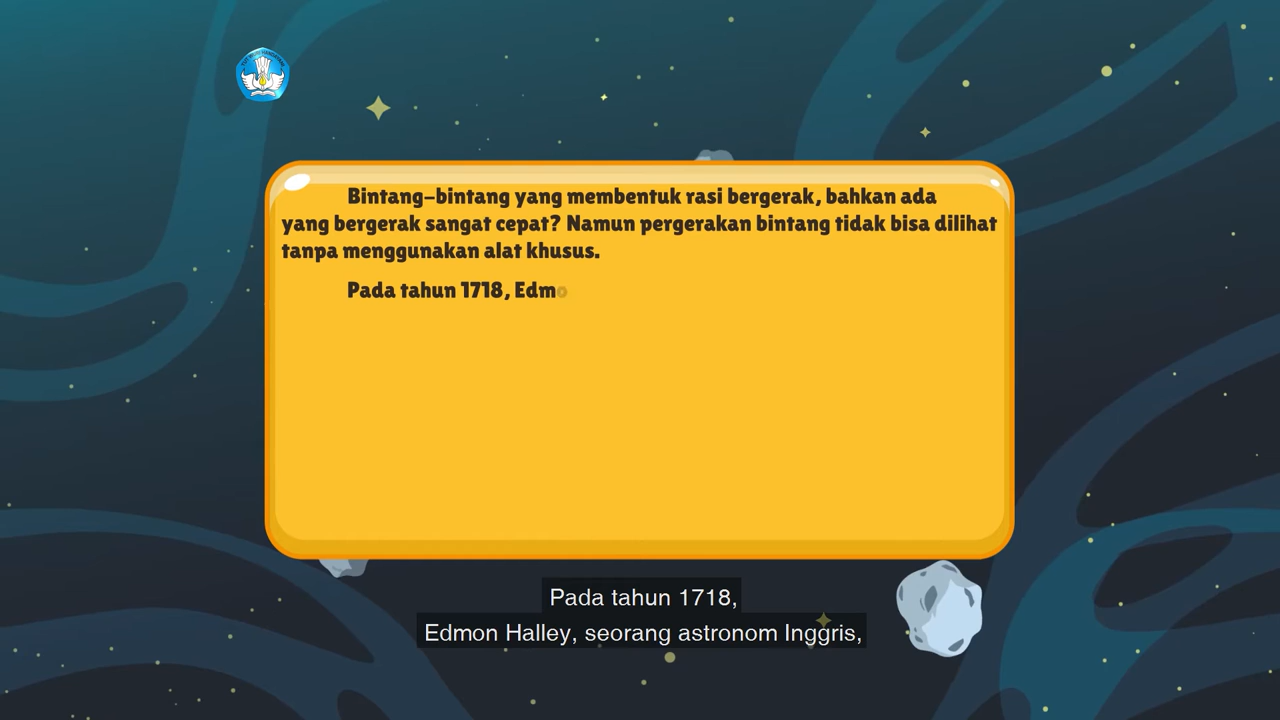 Bintang-bintang yang membentuk rasi bergerak, bahkan ada
yang bergerak sangat cepat? Namun pergerakan bintang tidak bisa dilihat
tanpa menggunakan alat khusus.
Pada tahun 1718, Edmo
Pada tahun 1718,
Edmon Halley, seorang astronom Inggris,